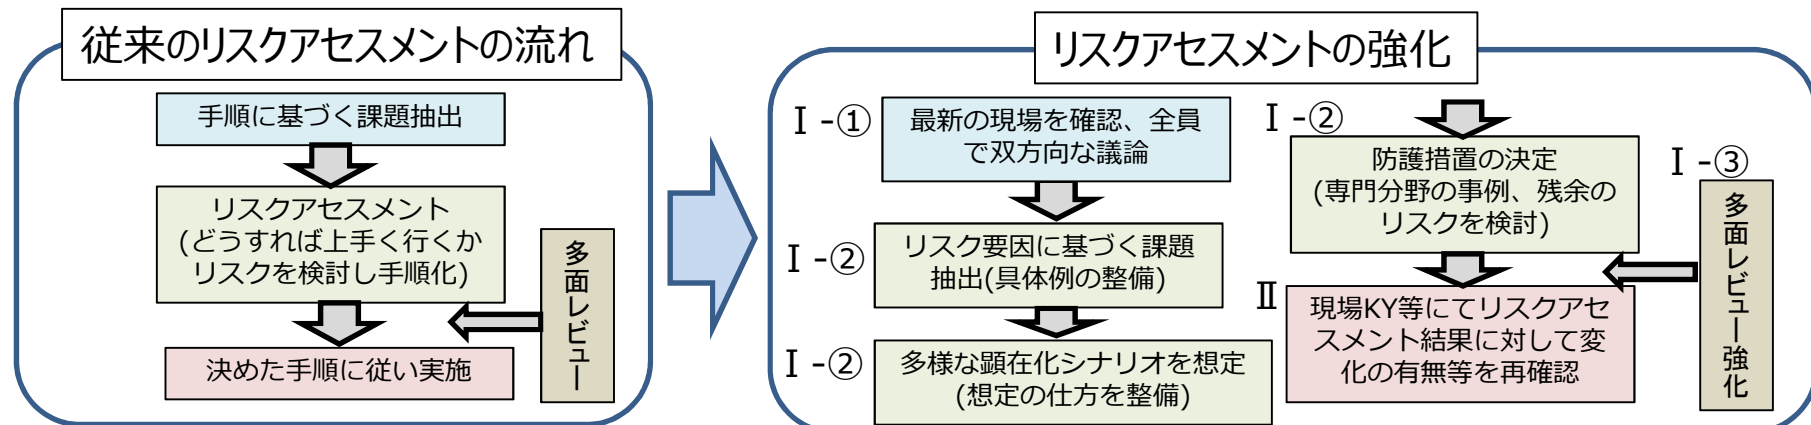 従来のリスクアセスメントの流れ
手順に基づく課題抽出
リスクアセスメント
(どうすれば上手く行くか
リスクを検討し手順化)
多面レビュー
決めた手順に従い実施
リスクアセスメントの強化
Ⅰ-①
最新の現場を確認、全員
で双方向な議論
Ⅰ-②
リスク要因に基づく課題
抽出(具体例の整備)
Ⅰ-②
多様な顕在化シナリオを想定
(想定の仕方を整備)
Ⅰ-②
防護措置の決定
(専門分野の事例、残余の
リスクを検討)
Ⅰ-③
多面レビュー強化
Ⅱ
現場KY等にてリスクアセ
スメント結果に対して変
化の有無等を再確認